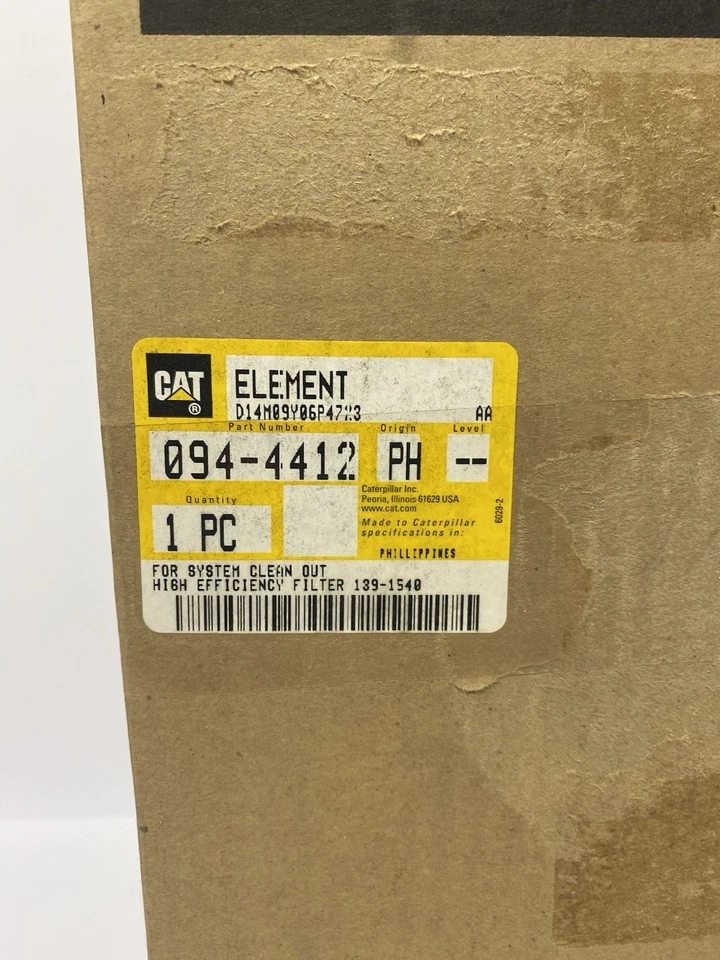 CAT ®
ELEMENT
AA
Part Number Origin Level
094-4412 PH --
Quantity
1 PC
Caterpillar Inc.
Peoria, Illinois 61629 USA
www.cat.com
Made to Caterpillar
specifications in:
PHILLIPPINES
6029-2
FOR SYSTEM CLEAN OUT
HIGH EFFICIENCY FILTER 139-1540